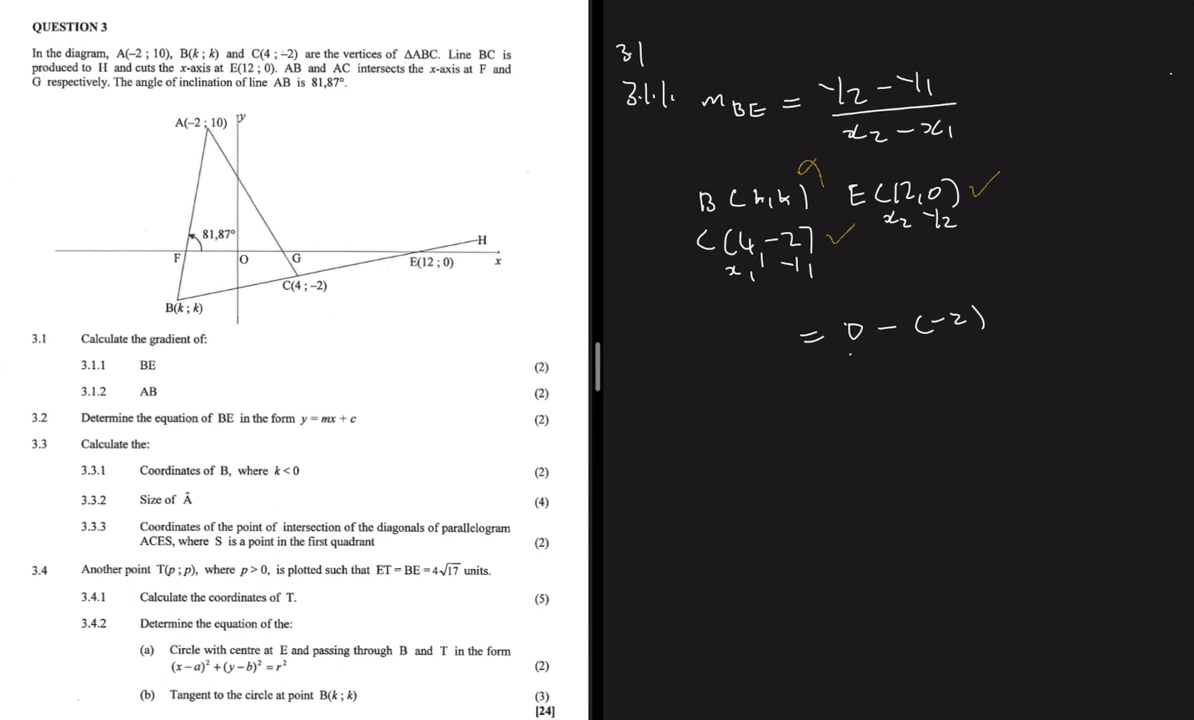 QUESTION 3
In the diagram, A(–2 ; 10), B(k ; k) and C(4 ; –2) are the vertices of ΔABC. Line BC is
produced to H and cuts the x-axis at E(12 ; 0). AB and AC intersects the x-axis at F and
G respectively. The angle of inclination of line AB is 81,87°.
A(–2 ; 10)
y
81,87°
H
F
O
G
E(12 ; 0)
x
C(4 ; –2)
B(k ; k)
3.1 Calculate the gradient of:
3.1.1 BE (2)
3.1.2 AB (2)
3.2 Determine the equation of BE in the form y = mx + c (2)
3.3 Calculate the:
3.3.1 Coordinates of B, where k < 0 (2)
3.3.2 Size of Â (4)
3.3.3 Coordinates of the point of intersection of the diagonals of parallelogram
ACES, where S is a point in the first quadrant (2)
3.4 Another point T(p ; p), where p > 0, is plotted such that ET = BE = 4√17 units.
3.4.1 Calculate the coordinates of T. (5)
3.4.2 Determine the equation of the:
(a) Circle with centre at E and passing through B and T in the form
(x – a)² + (y – b)² = r² (2)
(b) Tangent to the circle at point B(k ; k) (3)
[24]
3.1
3.1.1. m BE = y2 – y1
x2 – x1
B (k, k) E (12, 0) ✓
x2 y2
C (4, –2) ✓
x1 y1
= 0 – (–2)